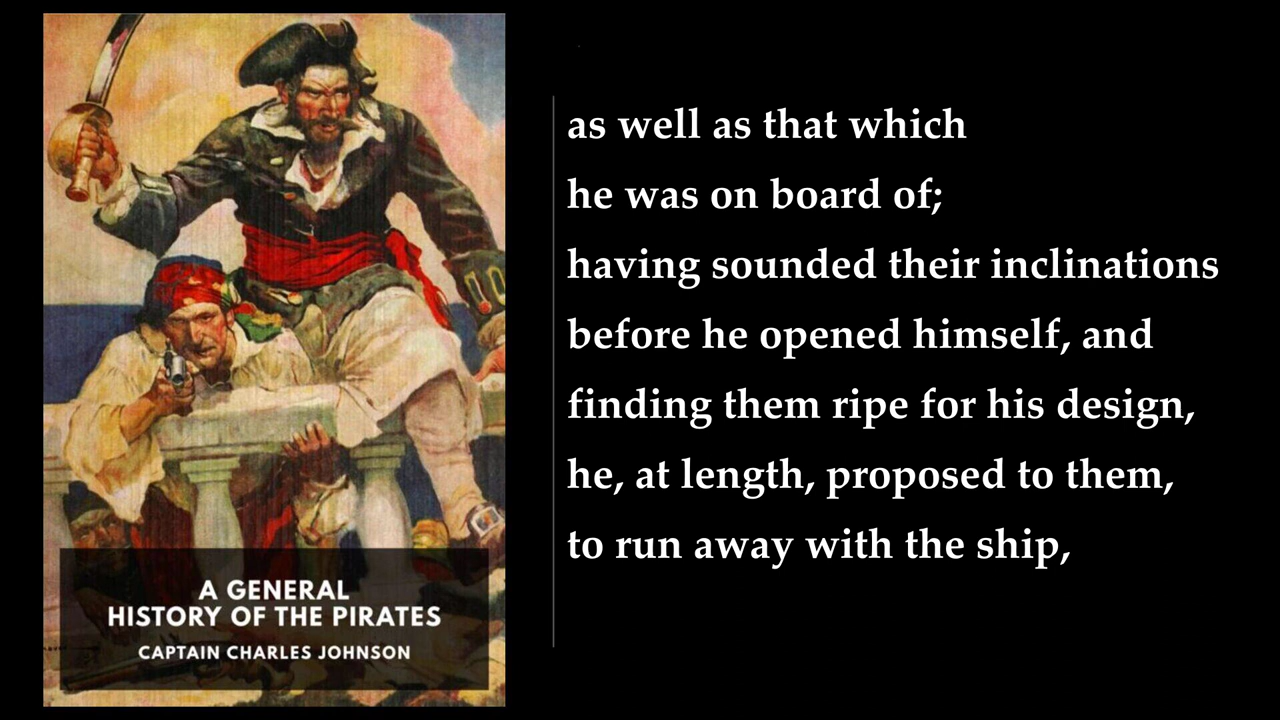 A GENERAL
HISTORY OF THE PIRATES
CAPTAIN CHARLES JOHNSON
as well as that which
he was on board of;
having sounded their inclinations
before he opened himself, and
finding them ripe for his design,
he, at length, proposed to them,
to run away with the ship,